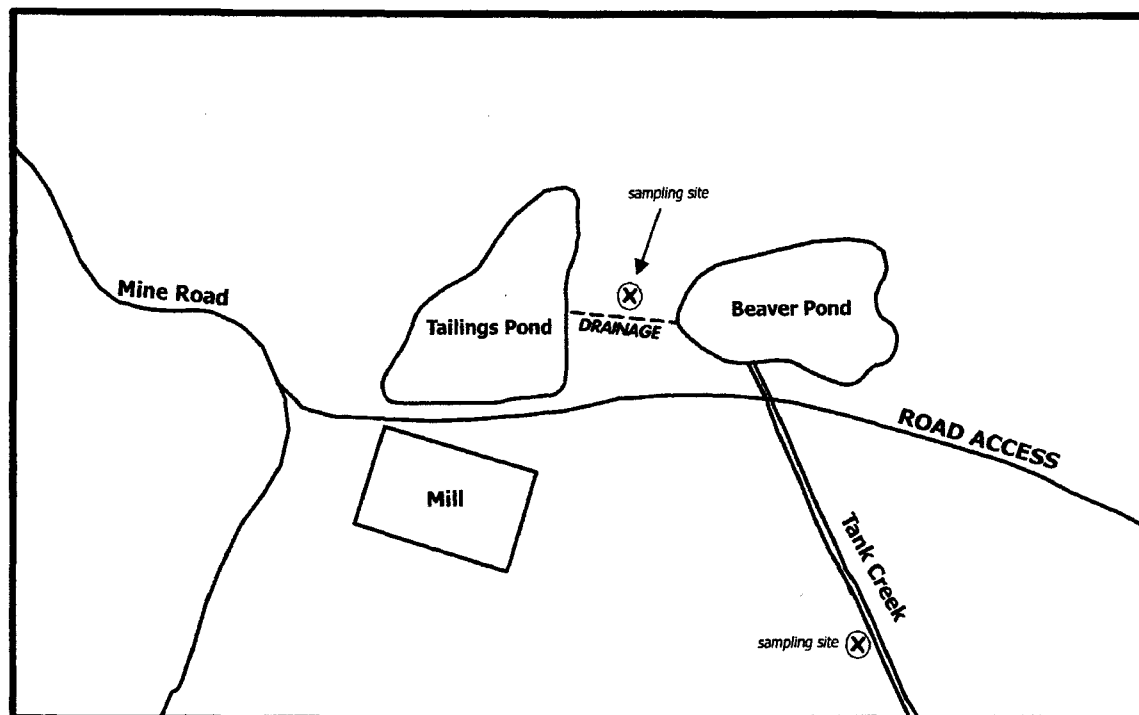 sampling site
Mine Road
Tailings Pond
DRAINAGE
Beaver Pond
ROAD ACCESS
Mill
Tank Creek
sampling site